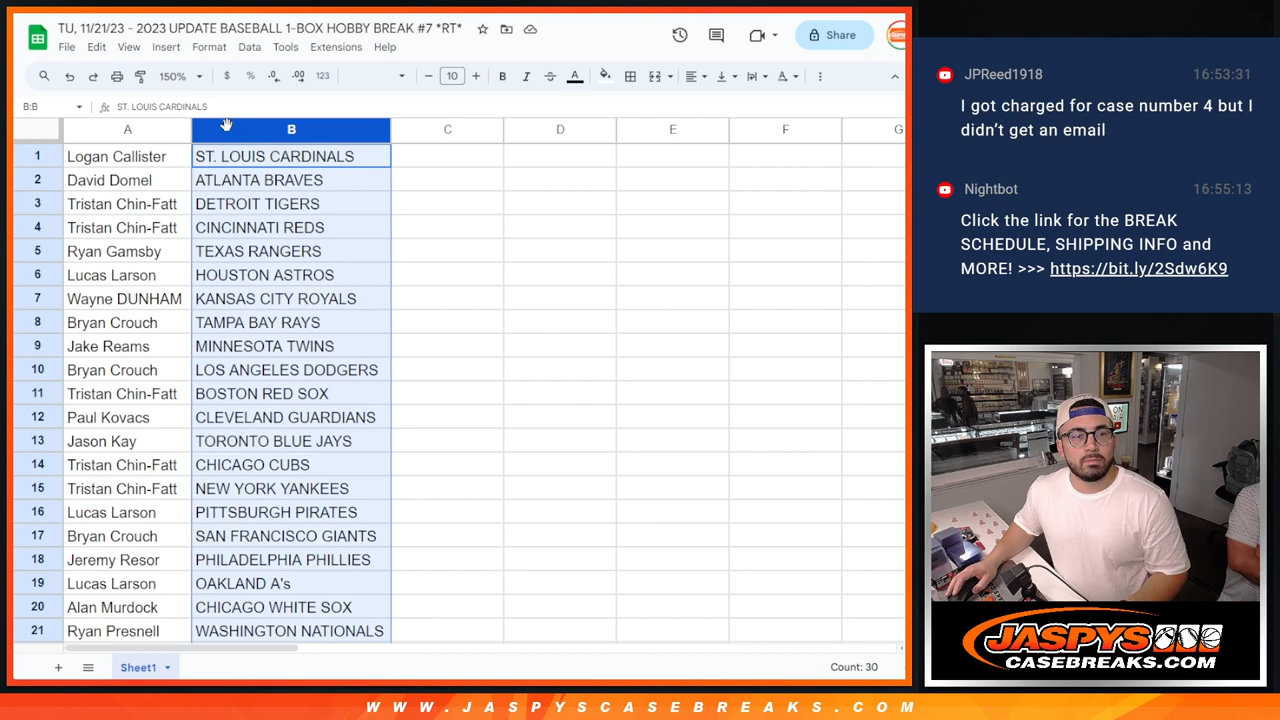 TU, 11/21/23 - 2023 UPDATE BASEBALL 1-BOX HOBBY BREAK #7 *RT*
File Edit View Insert Format Data Tools Extensions Help
Share
150% $ % .0 .00 123 10 B I A
B:B fx ST. LOUIS CARDINALS
A B C D E F G
1 Logan Callister ST. LOUIS CARDINALS
2 David Domel ATLANTA BRAVES
3 Tristan Chin-Fatt DETROIT TIGERS
4 Tristan Chin-Fatt CINCINNATI REDS
5 Ryan Gamsby TEXAS RANGERS
6 Lucas Larson HOUSTON ASTROS
7 Wayne DUNHAM KANSAS CITY ROYALS
8 Bryan Crouch TAMPA BAY RAYS
9 Jake Reams MINNESOTA TWINS
10 Bryan Crouch LOS ANGELES DODGERS
11 Tristan Chin-Fatt BOSTON RED SOX
12 Paul Kovacs CLEVELAND GUARDIANS
13 Jason Kay TORONTO BLUE JAYS
14 Tristan Chin-Fatt CHICAGO CUBS
15 Tristan Chin-Fatt NEW YORK YANKEES
16 Lucas Larson PITTSBURGH PIRATES
17 Bryan Crouch SAN FRANCISCO GIANTS
18 Jeremy Resor PHILADELPHIA PHILLIES
19 Lucas Larson OAKLAND A's
20 Alan Murdock CHICAGO WHITE SOX
21 Ryan Presnell WASHINGTON NATIONALS
Sheet1
Count: 30
JPReed1918 16:53:31
I got charged for case number 4 but I
didn't get an email
Nightbot 16:55:13
Click the link for the BREAK
SCHEDULE, SHIPPING INFO and
MORE! >>> https://bit.ly/2Sdw6K9
JASPYS
CASEBREAKS.COM
WWW.JASPYSCASEBREAKS.COM